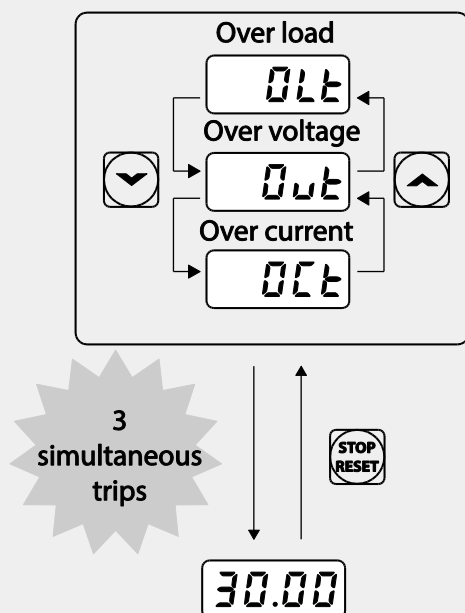 Over load
OLt
Over voltage
Out
Over current
OCt
3
simultaneous
trips
STOP
RESET
30.00